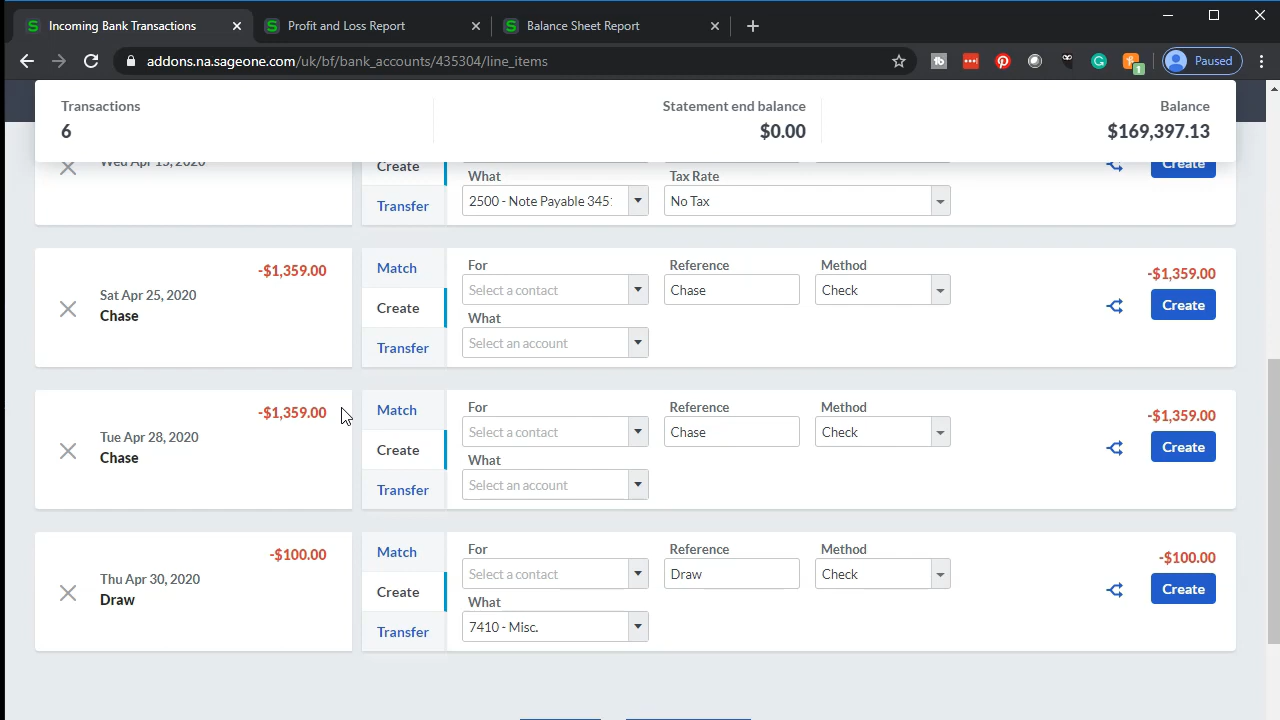 Incoming Bank Transactions
Profit and Loss Report
Balance Sheet Report
addons.na.sageone.com/uk/bf/bank_accounts/435304/line_items
Paused
Transactions
6
Statement end balance
$0.00
Balance
$169,397.13
Wed Apr 15, 2020
Create
Transfer
What
2500 - Note Payable 345
Tax Rate
No Tax
Create
-$1,359.00
Sat Apr 25, 2020
Chase
Match
Create
Transfer
For
Select a contact
Reference
Chase
Method
Check
What
Select an account
-$1,359.00
Create
-$1,359.00
Tue Apr 28, 2020
Chase
Match
Create
Transfer
For
Select a contact
Reference
Chase
Method
Check
What
Select an account
-$1,359.00
Create
-$100.00
Thu Apr 30, 2020
Draw
Match
Create
Transfer
For
Select a contact
Reference
Draw
Method
Check
What
7410 - Misc.
-$100.00
Create